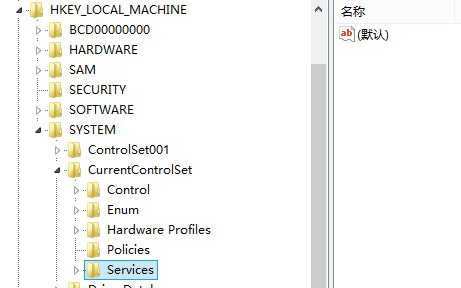 HKEY_LOCAL_MACHINE
BCD00000000
HARDWARE
SAM
SECURITY
SOFTWARE
SYSTEM
ControlSet001
CurrentControlSet
Control
Enum
Hardware Profiles
Policies
Services
名称
ab
(默认)